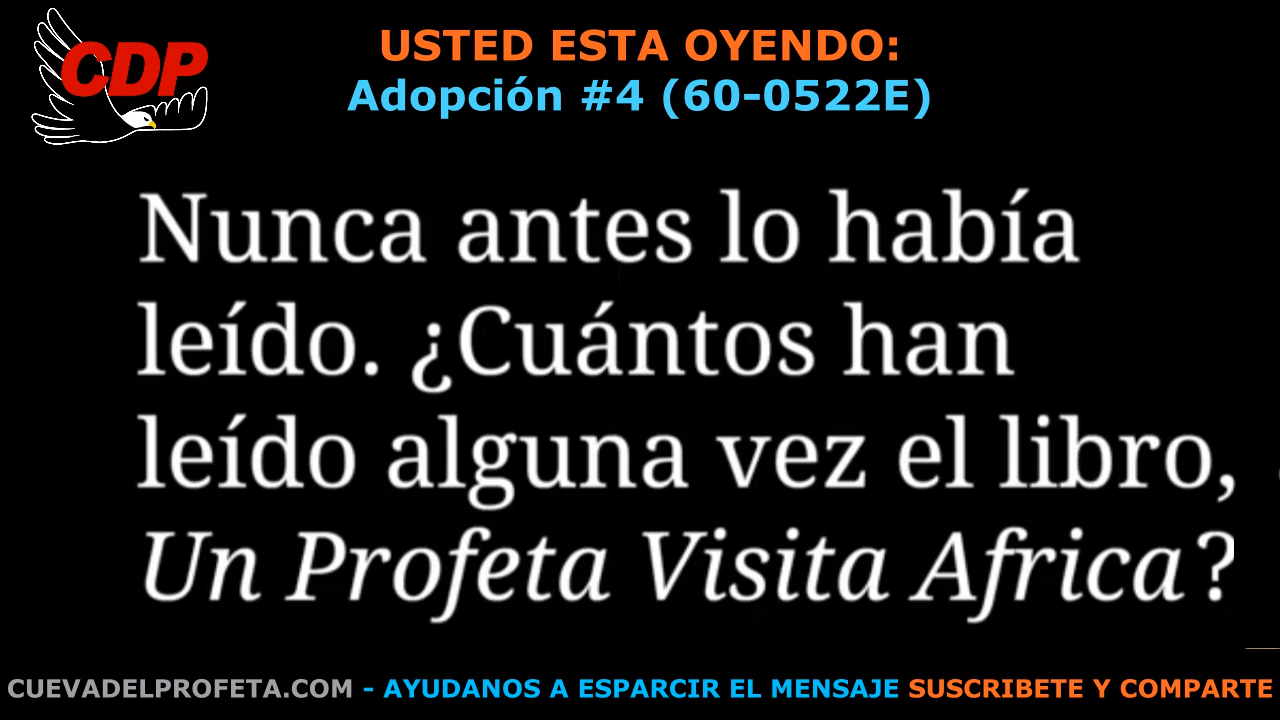 CDP
USTED ESTA OYENDO:
Adopción #4 (60-0522E)
Nunca antes lo había
leído. ¿Cuántos han
leído alguna vez el libro,
Un Profeta Visita Africa?
CUEVADELPROFETA.COM - AYUDANOS A ESPARCIR EL MENSAJE SUSCRIBETE Y COMPARTE